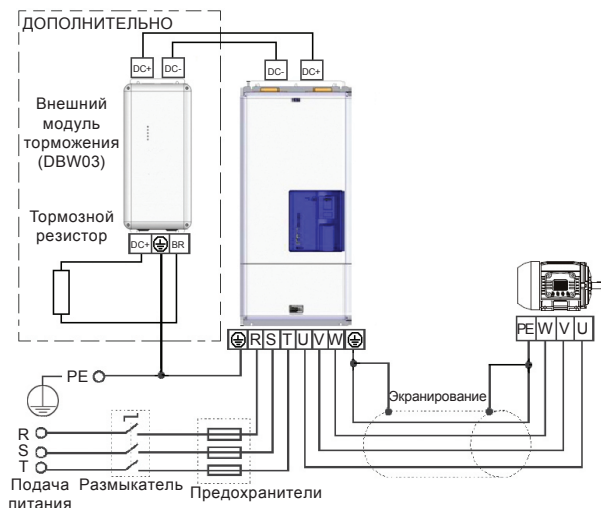 ДОПОЛНИТЕЛЬНО
DC+ DC- DC- DC+
Внешний
модуль
торможения
(DBW03)
Тормозной
резистор
DC+ BR
R S T U V W
PE W V U
PE
Экранирование
R
S
T
Подача
питания
Размыкатель
Предохранители